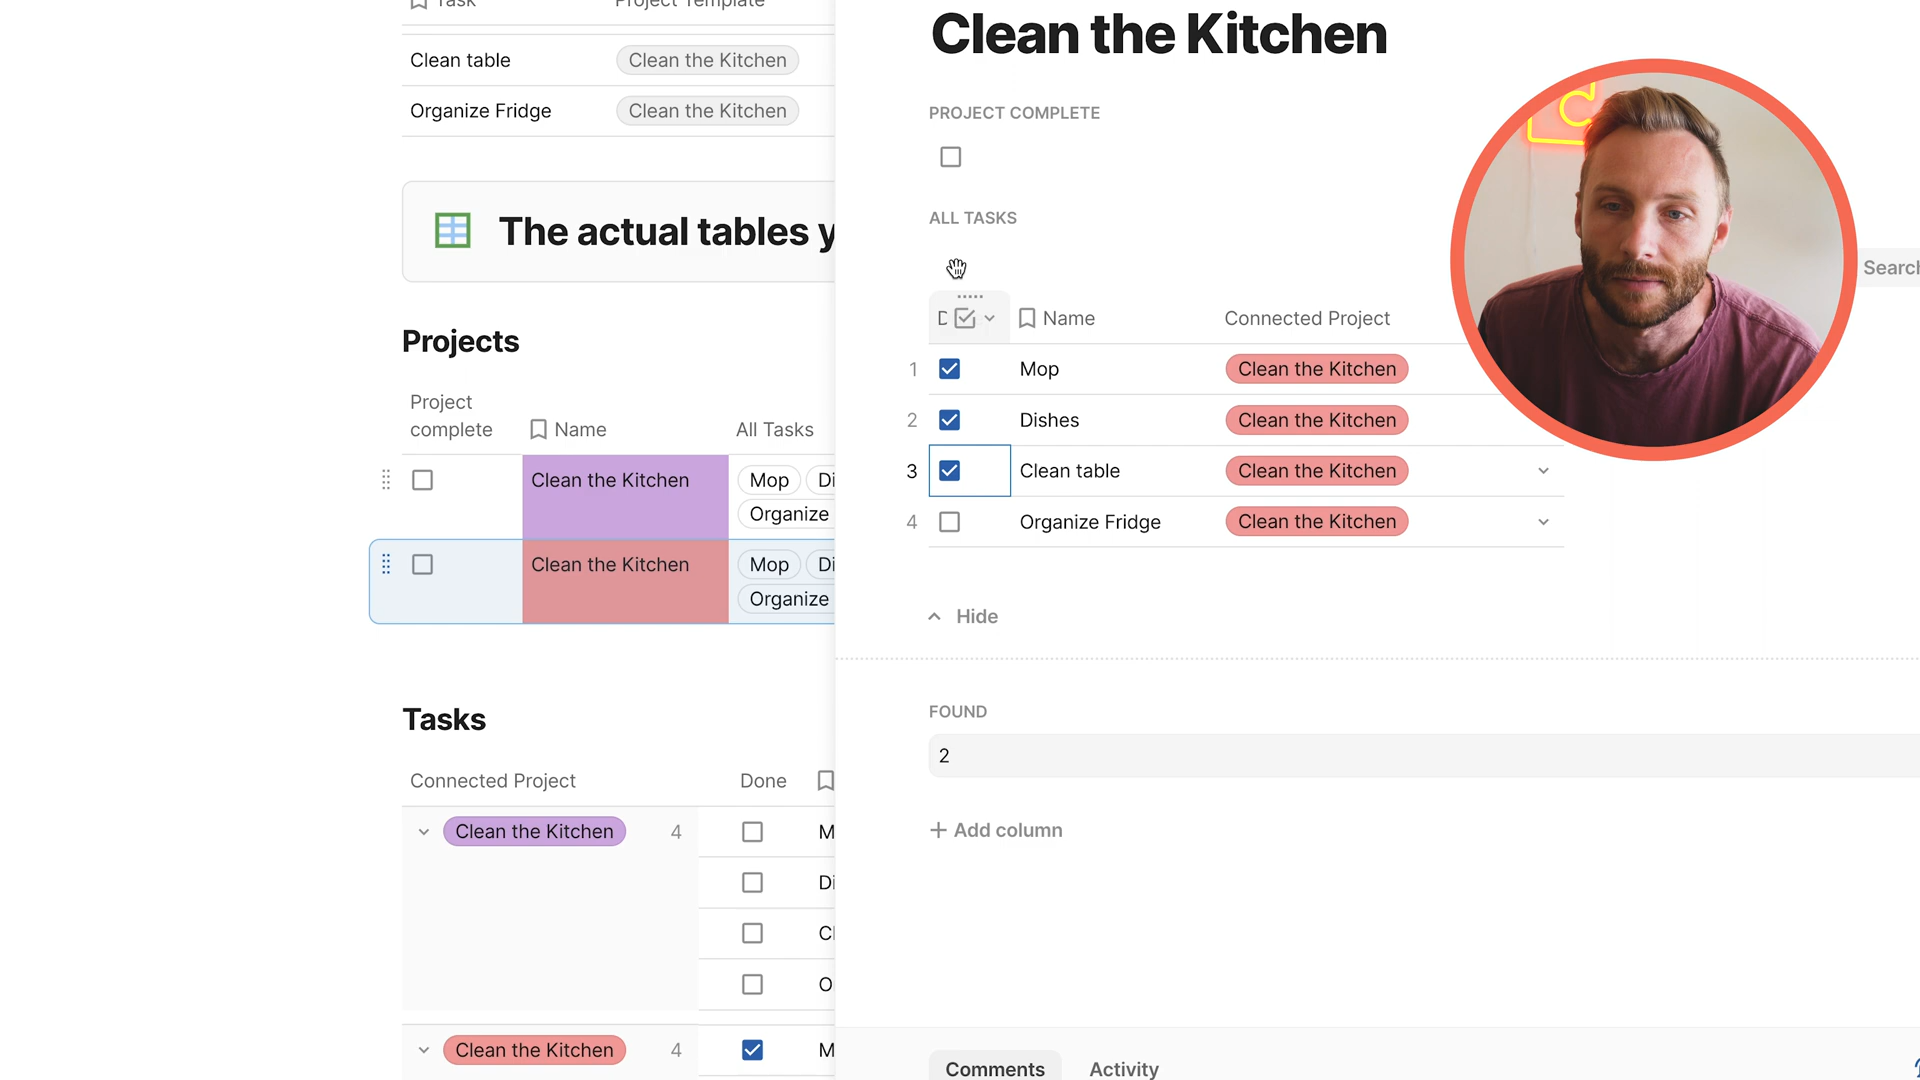 Task Project Template
Clean table Clean the Kitchen
Organize Fridge Clean the Kitchen
The actual tables y
Projects
Project complete Name All Tasks
Clean the Kitchen Mop Di
Organize
Clean the Kitchen Mop Di
Organize
Tasks
Connected Project Done
Clean the Kitchen 4 M
Di
Cl
O
Clean the Kitchen 4 M
Clean the Kitchen
PROJECT COMPLETE
ALL TASKS
D Name Connected Project
1 Mop Clean the Kitchen
2 Dishes Clean the Kitchen
3 Clean table Clean the Kitchen
4 Organize Fridge Clean the Kitchen
Hide
FOUND
2
+ Add column
Comments Activity
Search